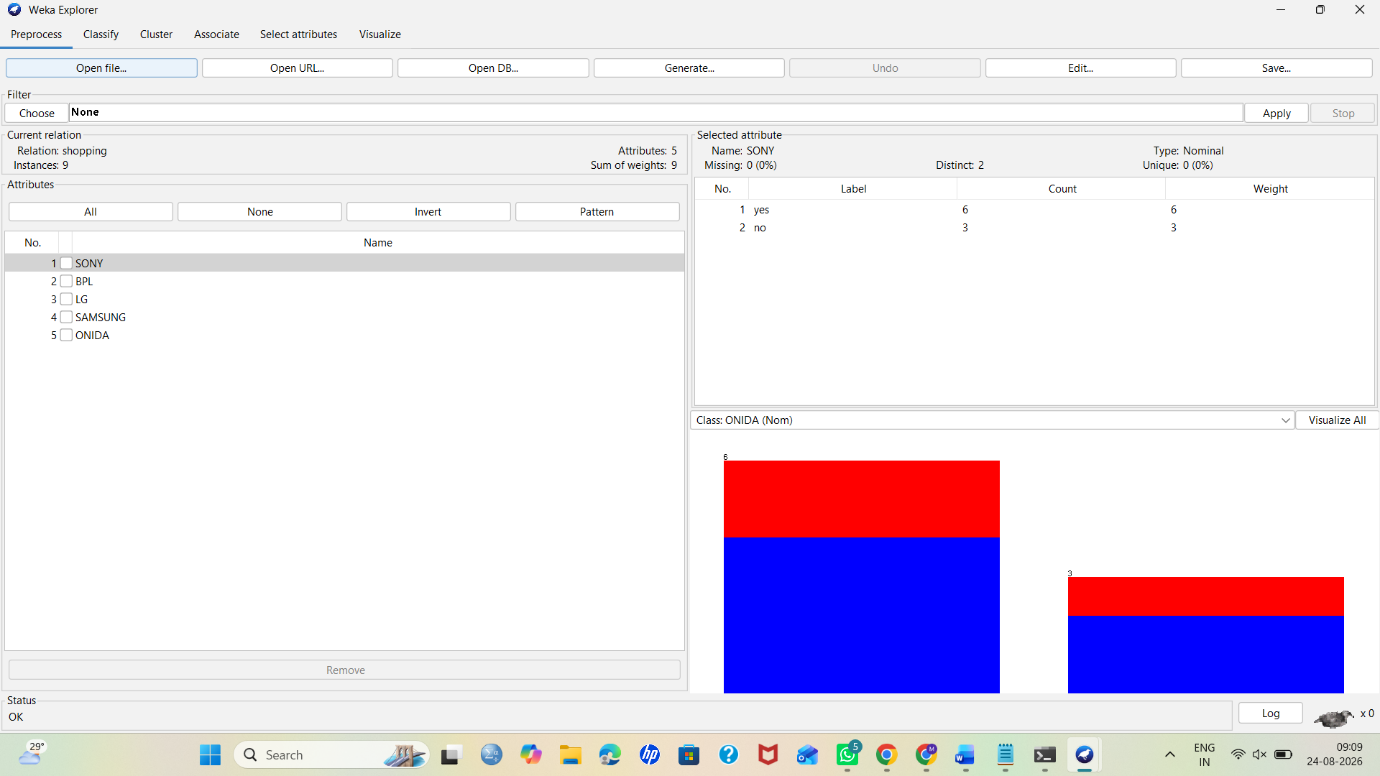 Weka Explorer
Preprocess Classify Cluster Associate Select attributes Visualize
Open file... Open URL... Open DB... Generate... Undo Edit... Save...
Filter
Choose None Apply Stop
Current relation
Relation: shopping Attributes: 5
Instances: 9 Sum of weights: 9
Attributes
All None Invert Pattern
No. Name
1 SONY
2 BPL
3 LG
4 SAMSUNG
5 ONIDA
Remove
Selected attribute
Name: SONY Type: Nominal
Missing: 0 (0%) Distinct: 2 Unique: 0 (0%)
No. Label Count Weight
1 yes 6 6
2 no 3 3
Class: ONIDA (Nom) Visualize All
6
3
Status
OK
Log x 0
29°
Search
hp
5
M
ENG
IN
09:09
24-08-2026